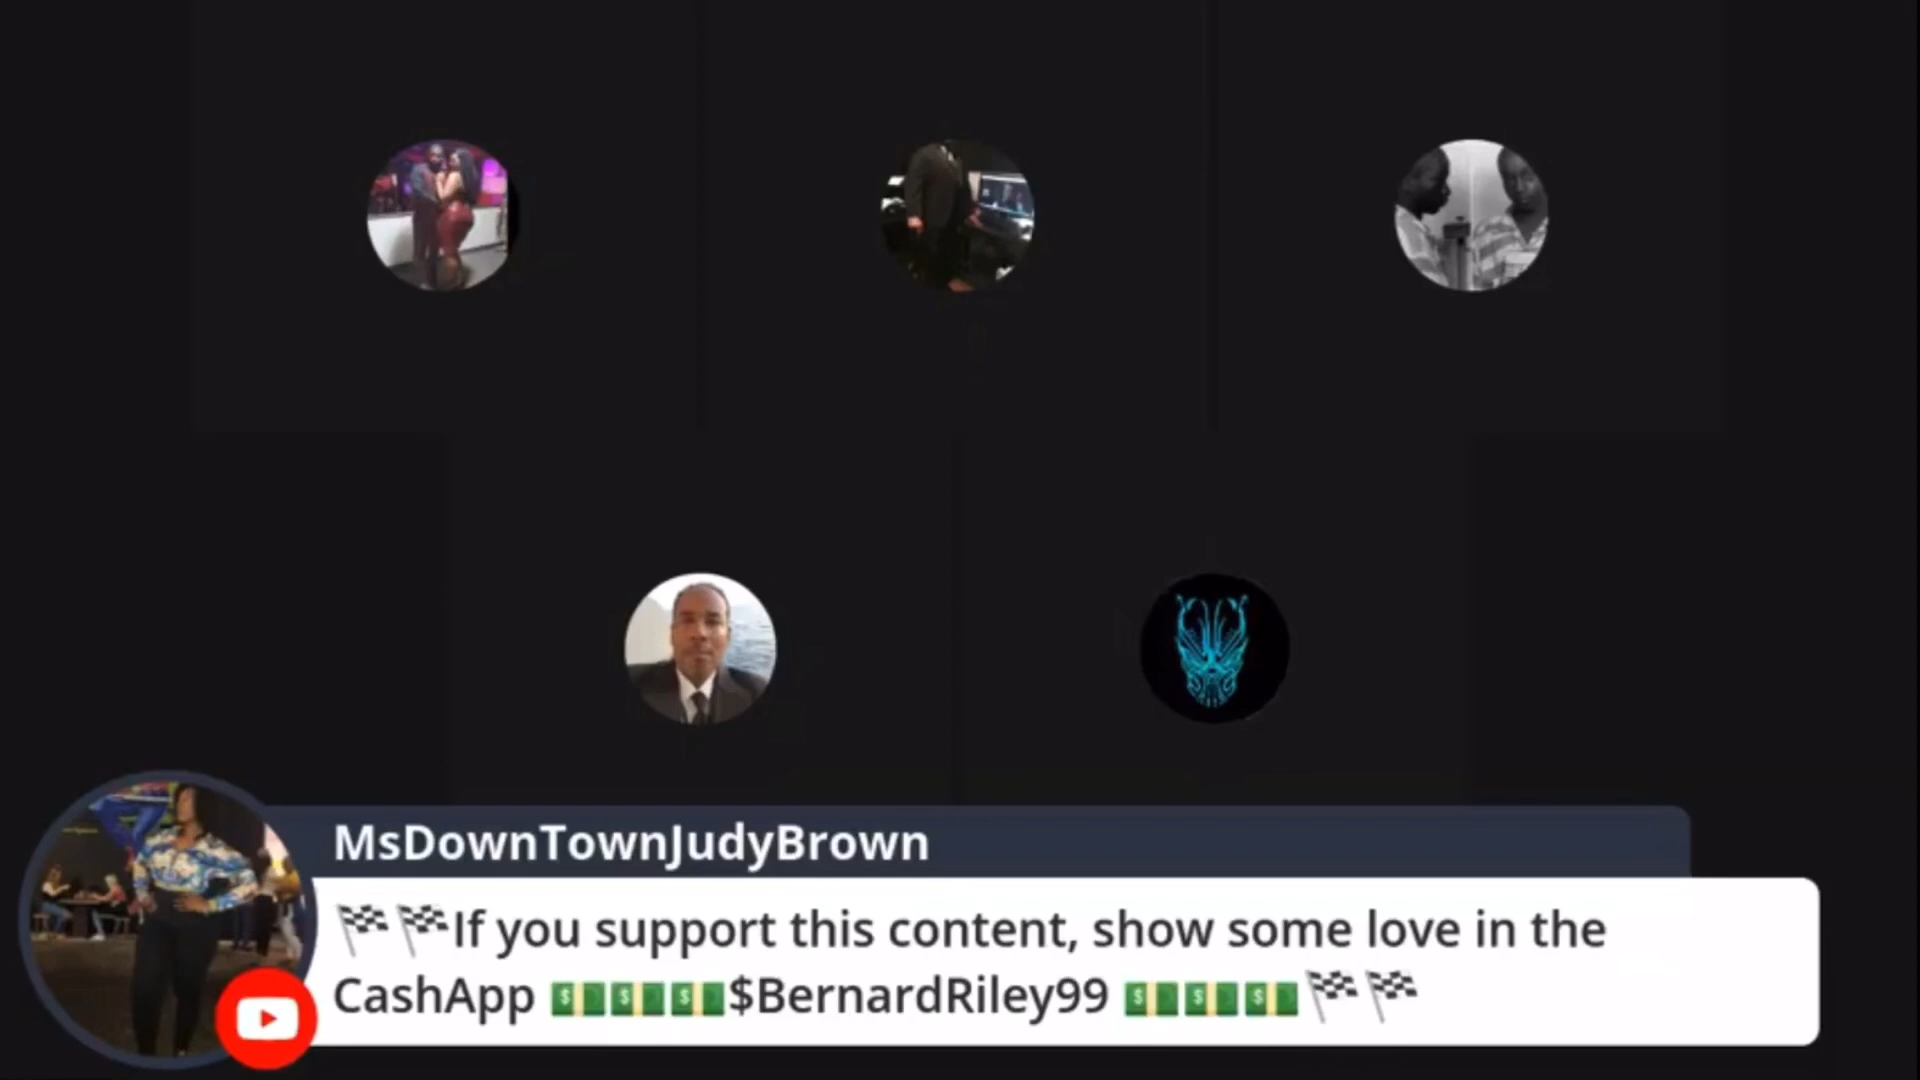 MsDownTownJudyBrown
🏁🏁If you support this content, show some love in the
CashApp 💵💵💵$BernardRiley99 💵💵💵🏁🏁